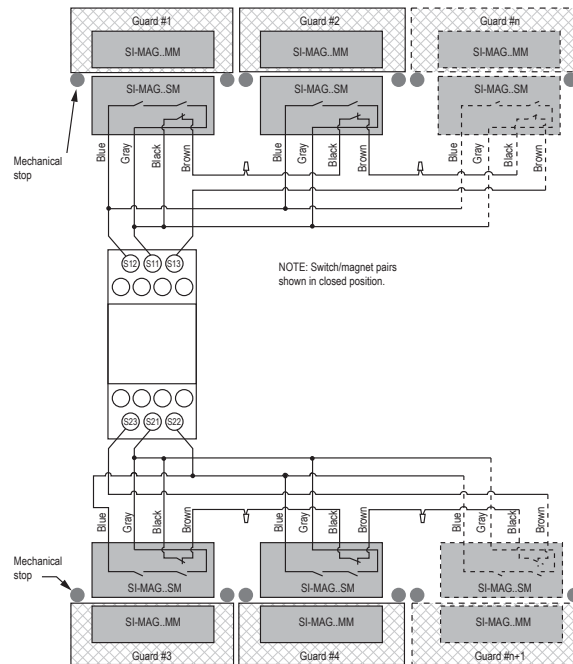 Guard #1 Guard #2 Guard #n
SI-MAG..MM SI-MAG..MM SI-MAG..MM
SI-MAG..SM SI-MAG..SM SI-MAG..SM
Blue Gray Black Brown Blue Gray Black Brown Blue Gray Black Brown
Mechanical
stop
S12 S11 S13
NOTE: Switch/magnet pairs
shown in closed position.
S23 S21 S22
Blue Gray Black Brown Blue Gray Black Brown Blue Gray Black Brown
Mechanical
stop
SI-MAG..SM SI-MAG..SM SI-MAG..SM
SI-MAG..MM SI-MAG..MM SI-MAG..MM
Guard #3 Guard #4 Guard #n+1